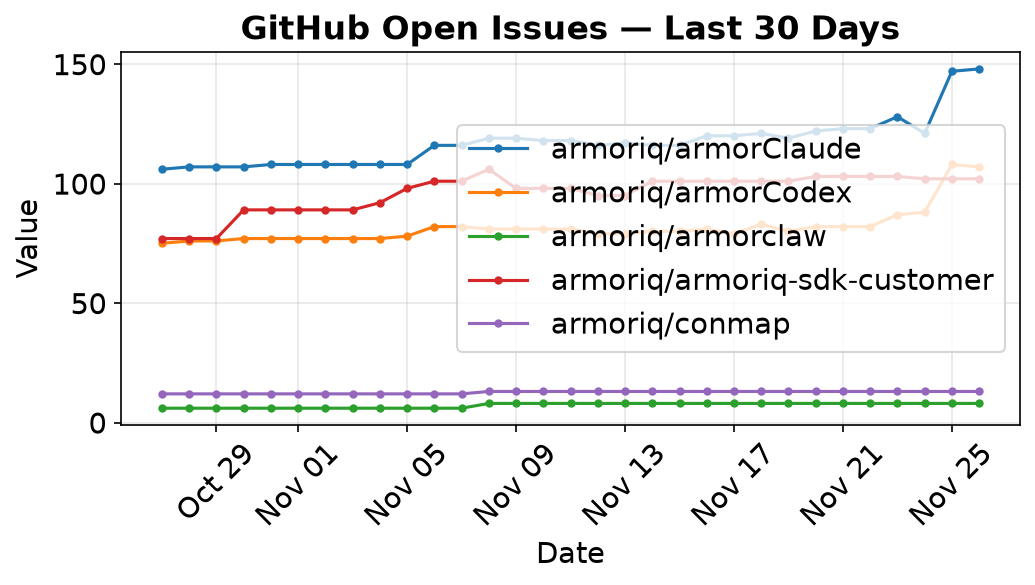 GitHub Open Issues — Last 30 Days
Value
150
100
50
0
armoriq/armorClaude
armoriq/armorCodex
armoriq/armorclaw
armoriq/armoriq-sdk-customer
armoriq/conmap
Oct 29
Nov 01
Nov 05
Nov 09
Nov 13
Nov 17
Nov 21
Nov 25
Date